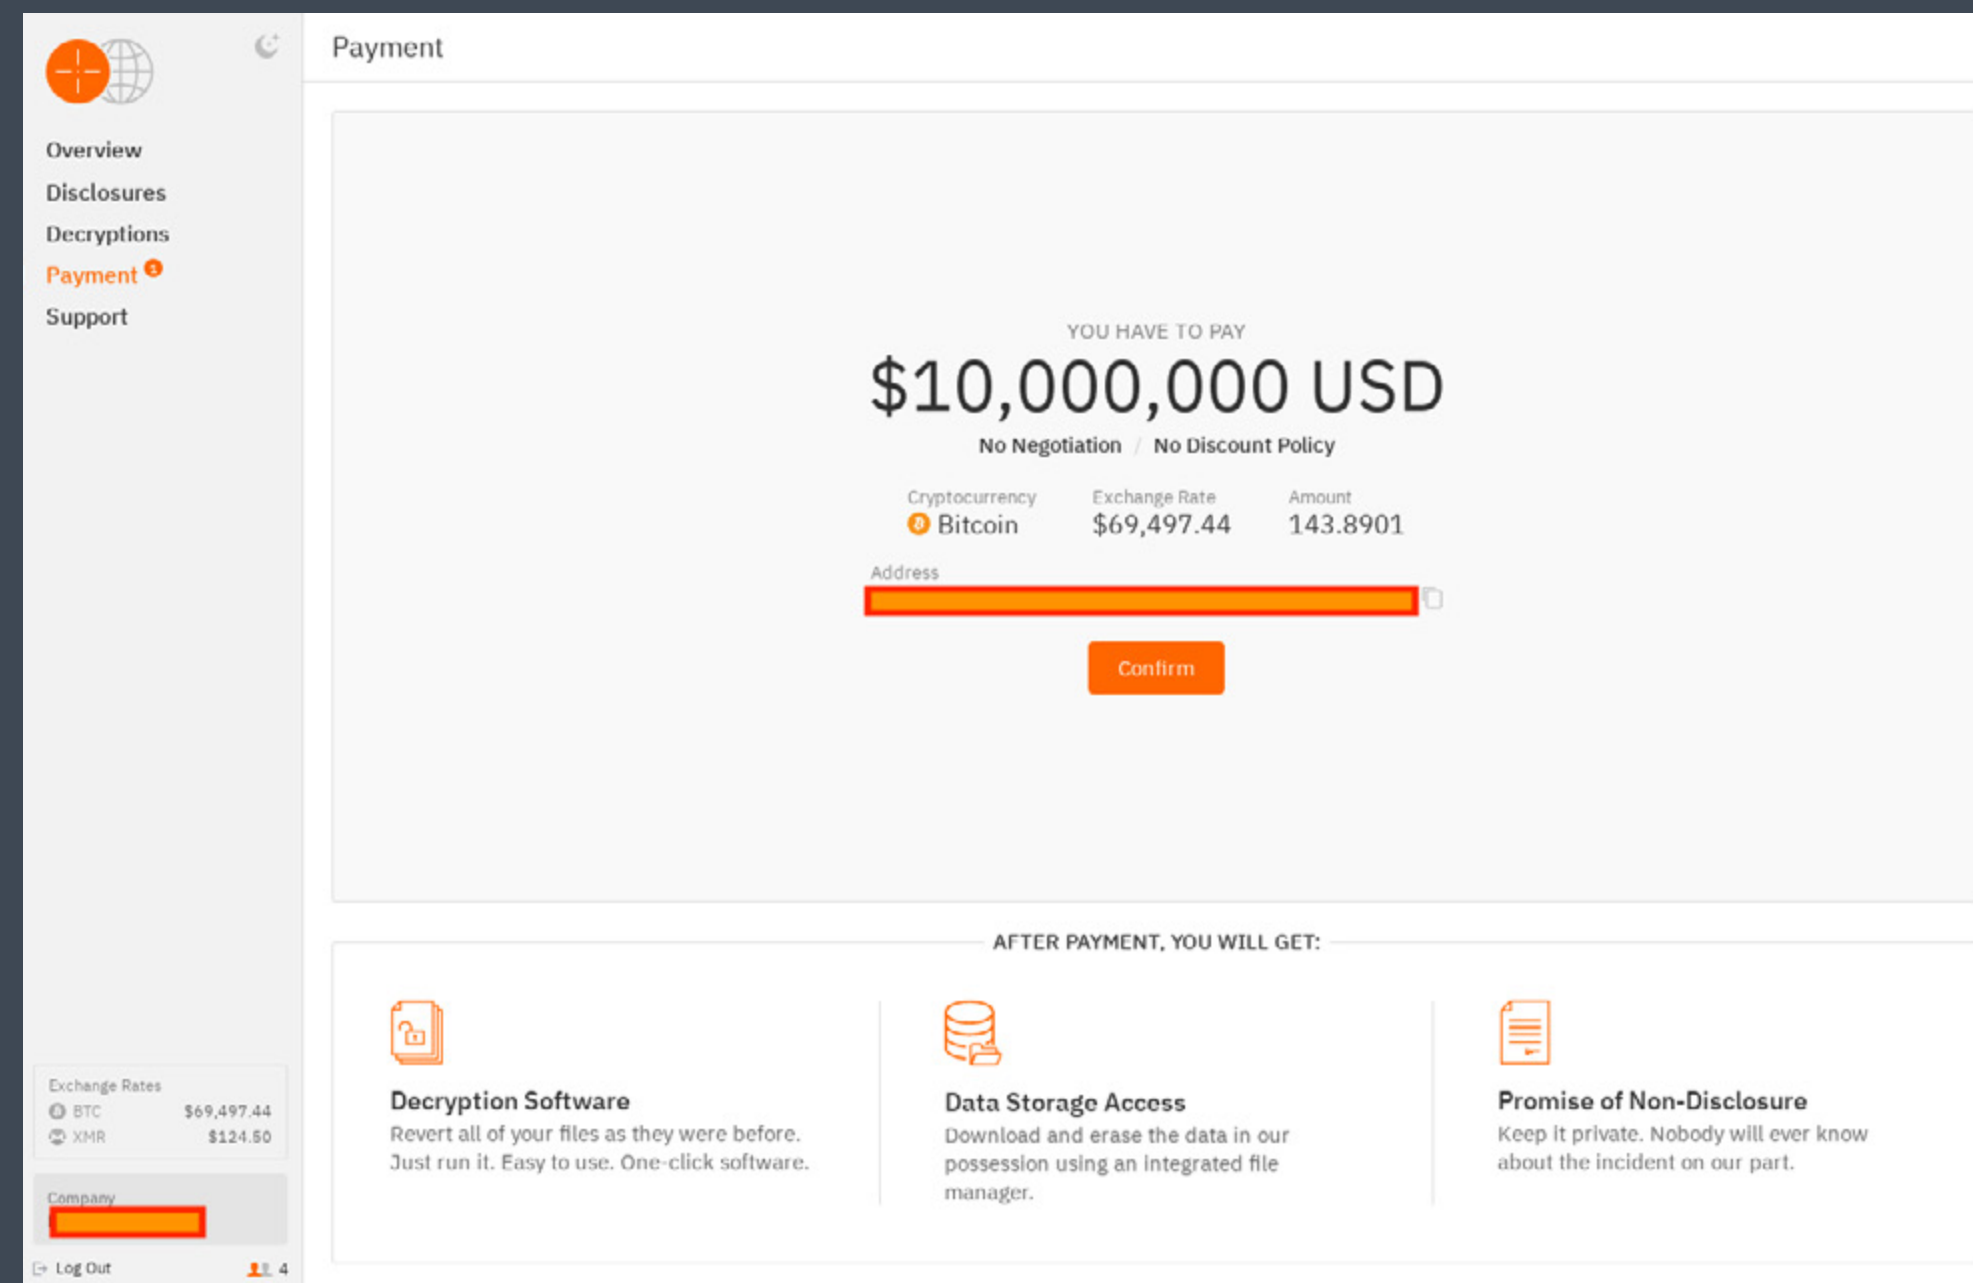 Payment
Overview
Disclosures
Decryptions
Payment 1
Support
YOU HAVE TO PAY
$10,000,000 USD
No Negotiation / No Discount Policy
Cryptocurrency Exchange Rate Amount
Bitcoin $69,497.44 143.8901
Address
Confirm
AFTER PAYMENT, YOU WILL GET:
Decryption Software
Revert all of your files as they were before.
Just run it. Easy to use. One-click software.
Data Storage Access
Download and erase the data in our
possession using an integrated file
manager.
Promise of Non-Disclosure
Keep it private. Nobody will ever know
about the incident on our part.
Exchange Rates
BTC $69,497.44
XMR $124.50
Company
Log Out 4